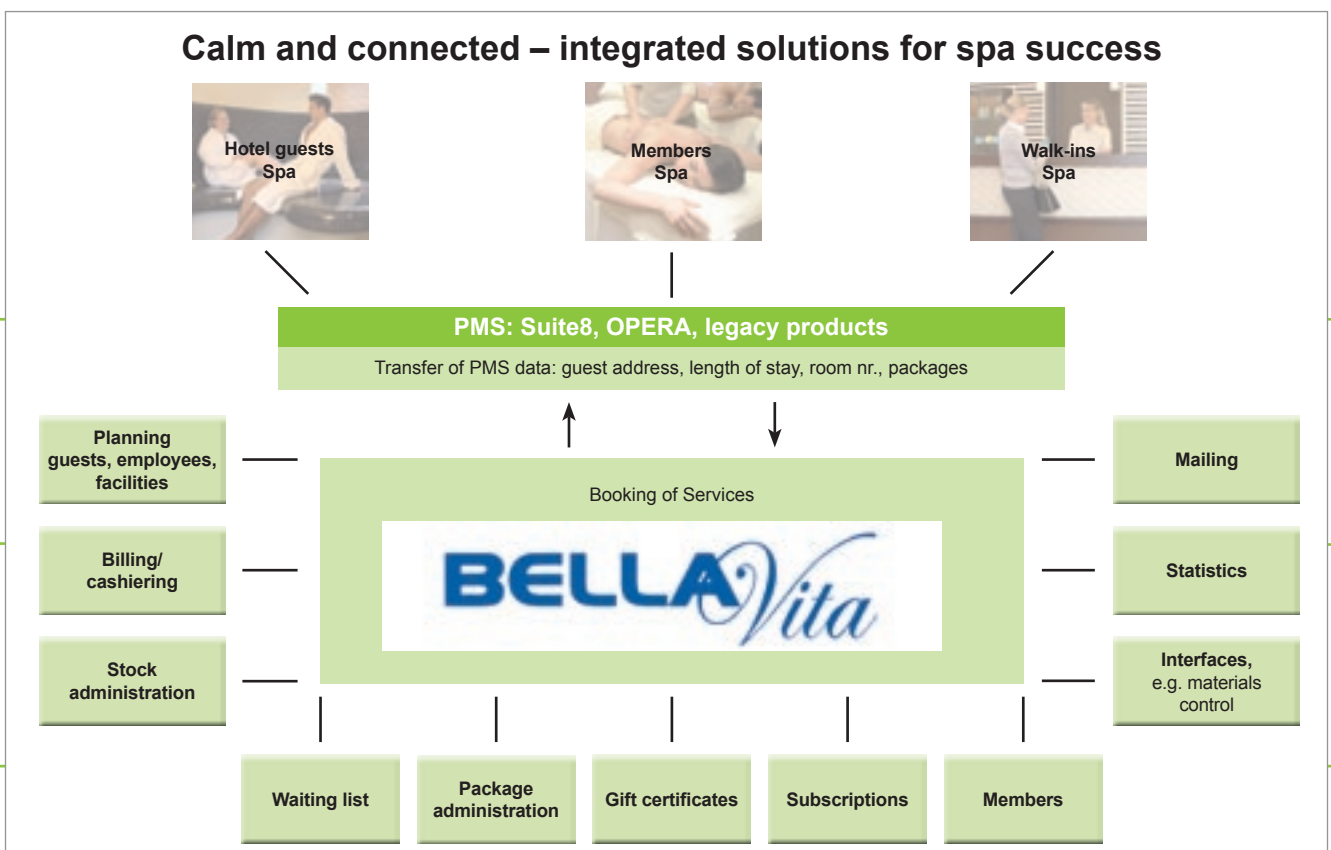 Calm and connected – integrated solutions for spa success
Hotel guests
Spa
Members
Spa
Walk-ins
Spa
PMS: Suite8, OPERA, legacy products
Transfer of PMS data: guest address, length of stay, room nr., packages
Planning
guests, employees,
facilities
Billing/
cashiering
Stock
administration
Booking of Services
BELLA Vita
Mailing
Statistics
Interfaces,
e.g. materials
control
Waiting list
Package
administration
Gift certificates
Subscriptions
Members